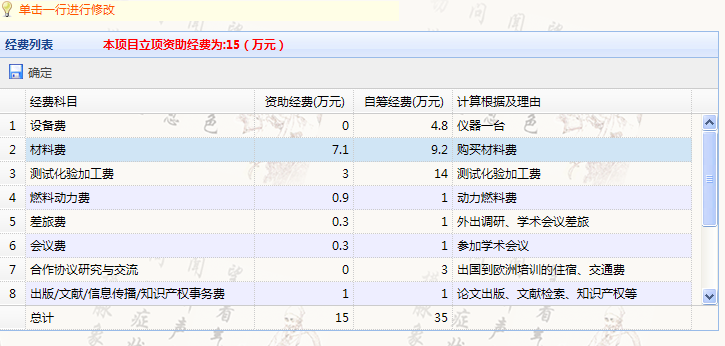 单击一行进行修改
经费列表 本项目立项资助经费为:15（万元）
确定
经费科目 资助经费(万元) 自筹经费(万元) 计算根据及理由
1 设备费 0 4.8 仪器一台
2 材料费 7.1 9.2 购买材料费
3 测试化验加工费 3 14 测试化验加工费
4 燃料动力费 0.9 1 动力燃料费
5 差旅费 0.3 1 外出调研、学术会议差旅
6 会议费 0.3 1 参加学术会议
7 合作协议研究与交流 0 3 出国到欧洲培训的住宿、交通费
8 出版/文献/信息传播/知识产权事务费 1 1 论文出版、文献检索、知识产权等
总计 15 35